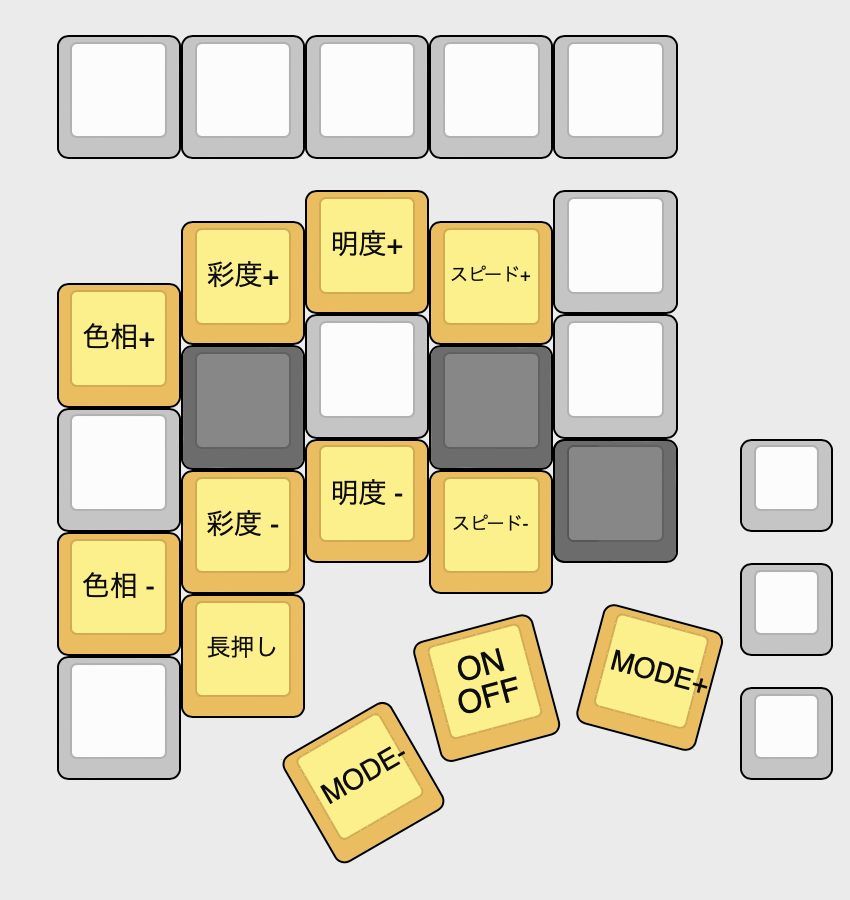 明度+
彩度+
スピード+
色相+
明度 -
彩度 -
スピード-
色相 -
長押し
ON
OFF
MODE+
MODE-